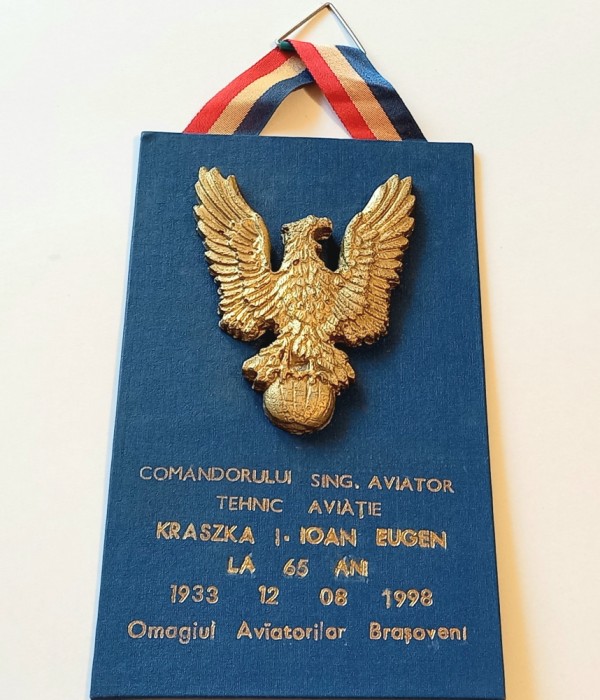 COMANDORULUI SING. AVIATOR
TEHNIC AVIAȚIE
KRASZKA I. IOAN EUGEN
LA 65 ANI
1933 12 08 1998
Omagiul Aviatorilor Brașoveni